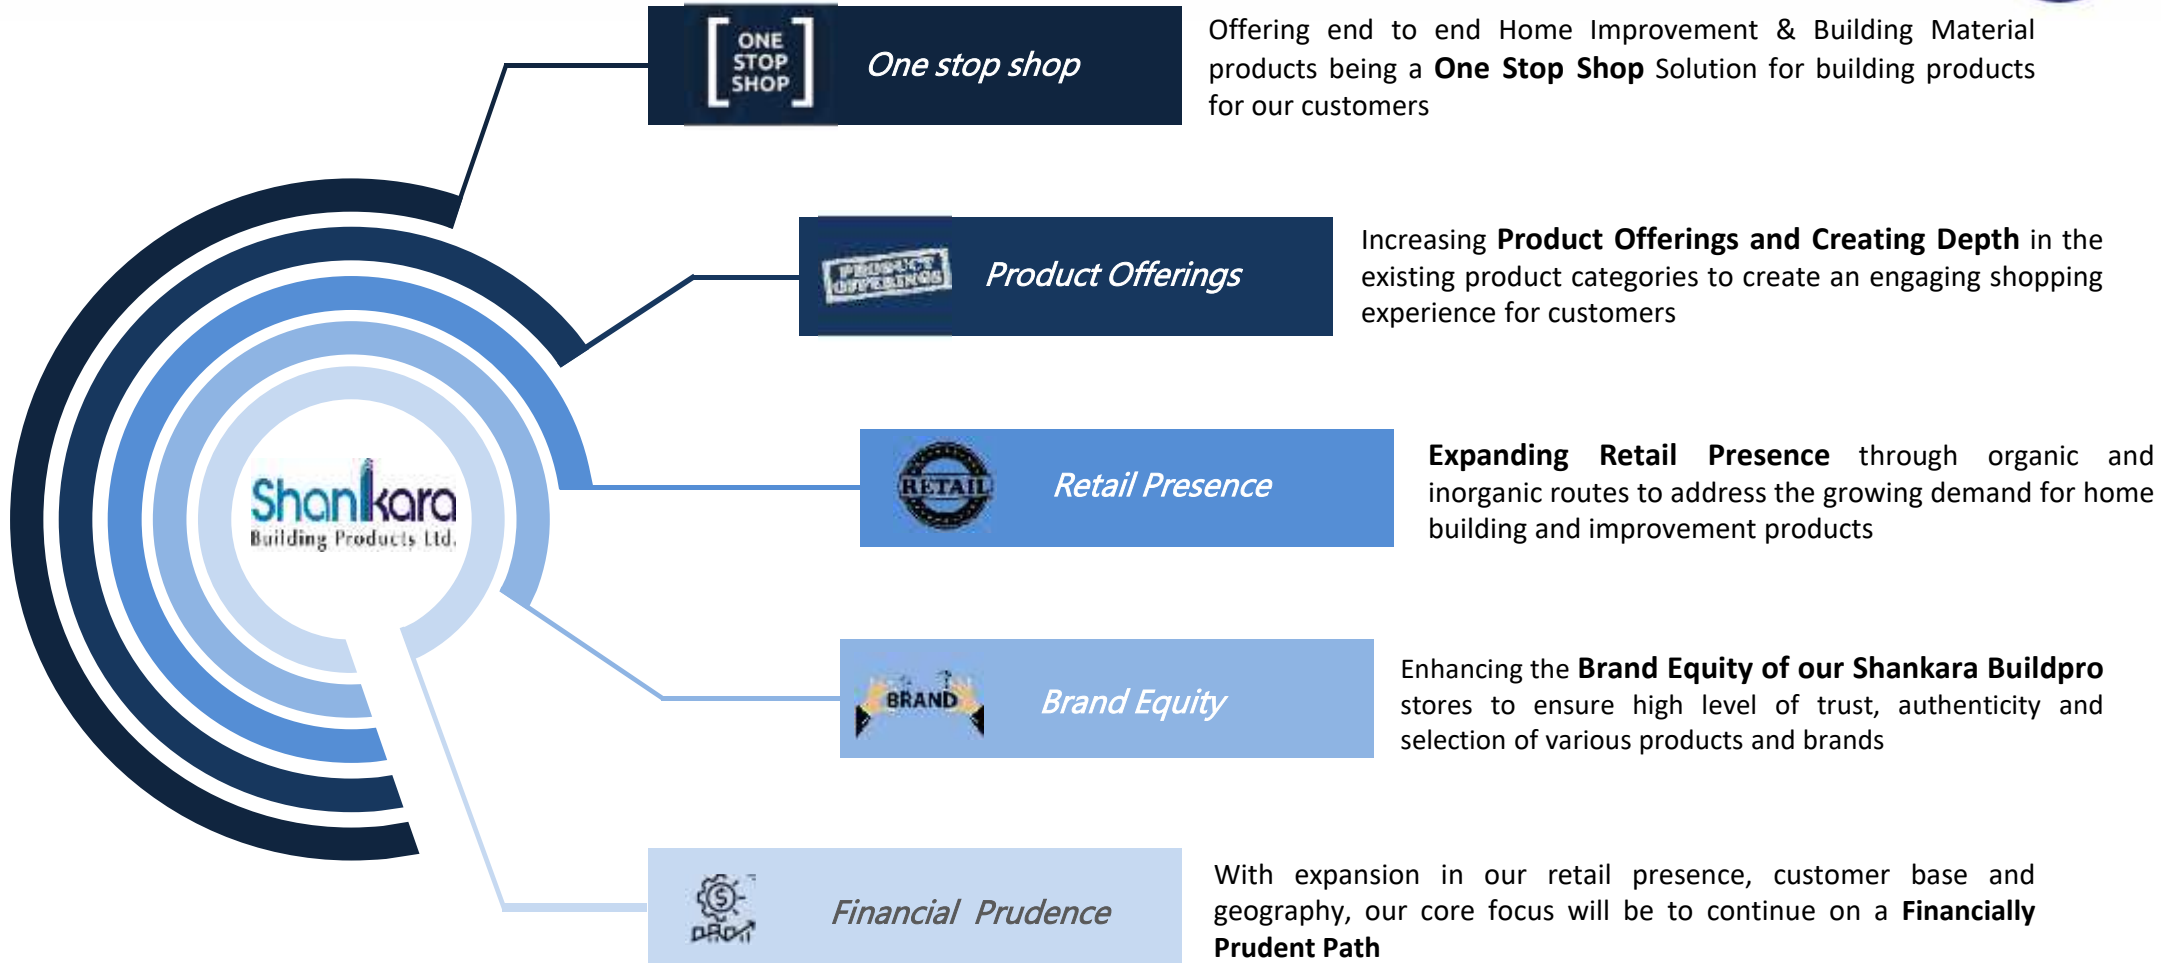 ONE
STOP
SHOP
One stop shop
Offering end to end Home Improvement & Building Material
products being a One Stop Shop Solution for building products
for our customers
PRODUCT
OFFERINGS
Product Offerings
Increasing Product Offerings and Creating Depth in the
existing product categories to create an engaging shopping
experience for customers
Shankara
Building Products Ltd.
RETAIL
Retail Presence
Expanding Retail Presence through organic and
inorganic routes to address the growing demand for home
building and improvement products
BRAND
Brand Equity
Enhancing the Brand Equity of our Shankara Buildpro
stores to ensure high level of trust, authenticity and
selection of various products and brands
Financial Prudence
With expansion in our retail presence, customer base and
geography, our core focus will be to continue on a Financially
Prudent Path